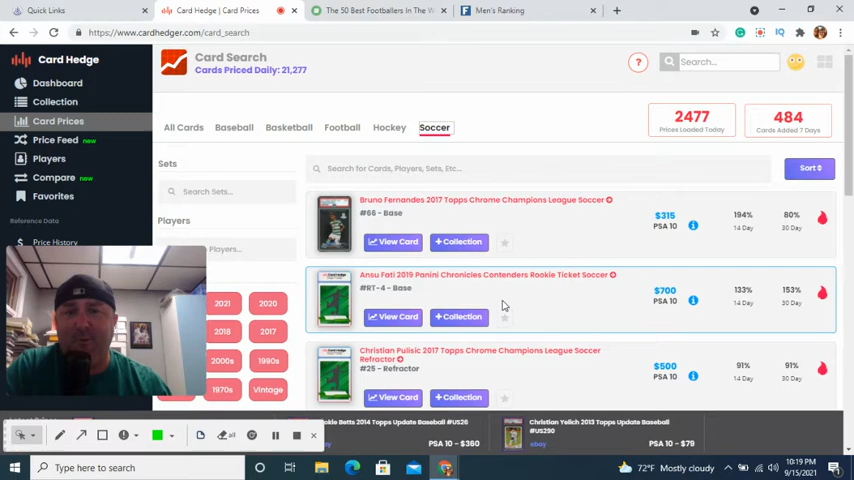 Quick Links
Card Hedge | Card Prices
The 50 Best Footballers In The W
Men's Ranking
https://www.cardhedger.com/card_search
Card Hedge
Dashboard
Collection
Card Prices
Price Feed new
Players
Compare new
Favorites
Reference Data
Price History
Card Search
Cards Priced Daily: 21,277
Search...
All Cards
Baseball
Basketball
Football
Hockey
Soccer
2477
Prices Loaded Today
484
Cards Added 7 Days
Sets
Search Sets...
Players
Players...
2021
2020
2018
2017
2000s
1990s
1970s
Vintage
Search for Cards, Players, Sets, Etc...
Sort
Bruno Fernandes 2017 Topps Chrome Champions League Soccer
#66 - Base
View Card
+ Collection
$315
PSA 10
194%
14 Day
80%
30 Day
Ansu Fati 2019 Panini Chronicles Contenders Rookie Ticket Soccer
#RT-4 - Base
View Card
+ Collection
$700
PSA 10
133%
14 Day
153%
30 Day
Christian Pulisic 2017 Topps Chrome Champions League Soccer
Refractor
#25 - Refractor
View Card
+ Collection
$500
PSA 10
91%
14 Day
91%
30 Day
okie Betts 2014 Topps Update Baseball #US26
PSA 10 - $360
Christian Yelich 2013 Topps Update Baseball
#US290
ebay
PSA 10 - $79
Type here to search
72°F Mostly cloudy
10:19 PM
9/15/2021